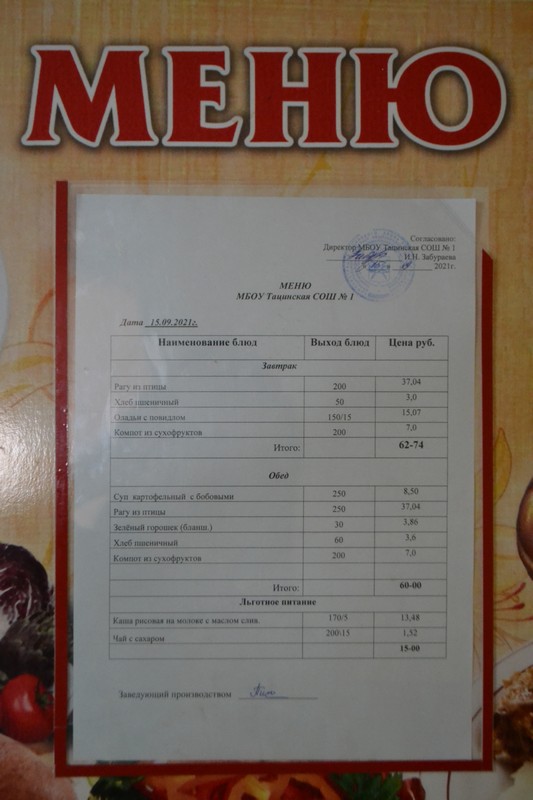 МЕНЮ
Согласовано:
Директор МБОУ Тацинская СОШ № 1
И.Н. Забураева
2021г.
МЕНЮ
МБОУ Тацинская СОШ № 1
Дата 15.09.2021г.
Наименование блюд Выход блюд Цена руб.
Завтрак
Рагу из птицы 200 37,04
Хлеб пшеничный 50 3,0
Оладьи с повидлом 150/15 15,07
Компот из сухофруктов 200 7,0
Итого: 62-74
Обед
Суп картофельный с бобовыми 250 8,50
Рагу из птицы 250 37,04
Зелёный горошек (бланш.) 30 3,86
Хлеб пшеничный 60 3,6
Компот из сухофруктов 200 7,0
Итого: 60-00
Льготное питание
Каша рисовая на молоке с маслом слив. 170/5 13,48
Чай с сахаром 200\15 1,52
15-00
Заведующий производством